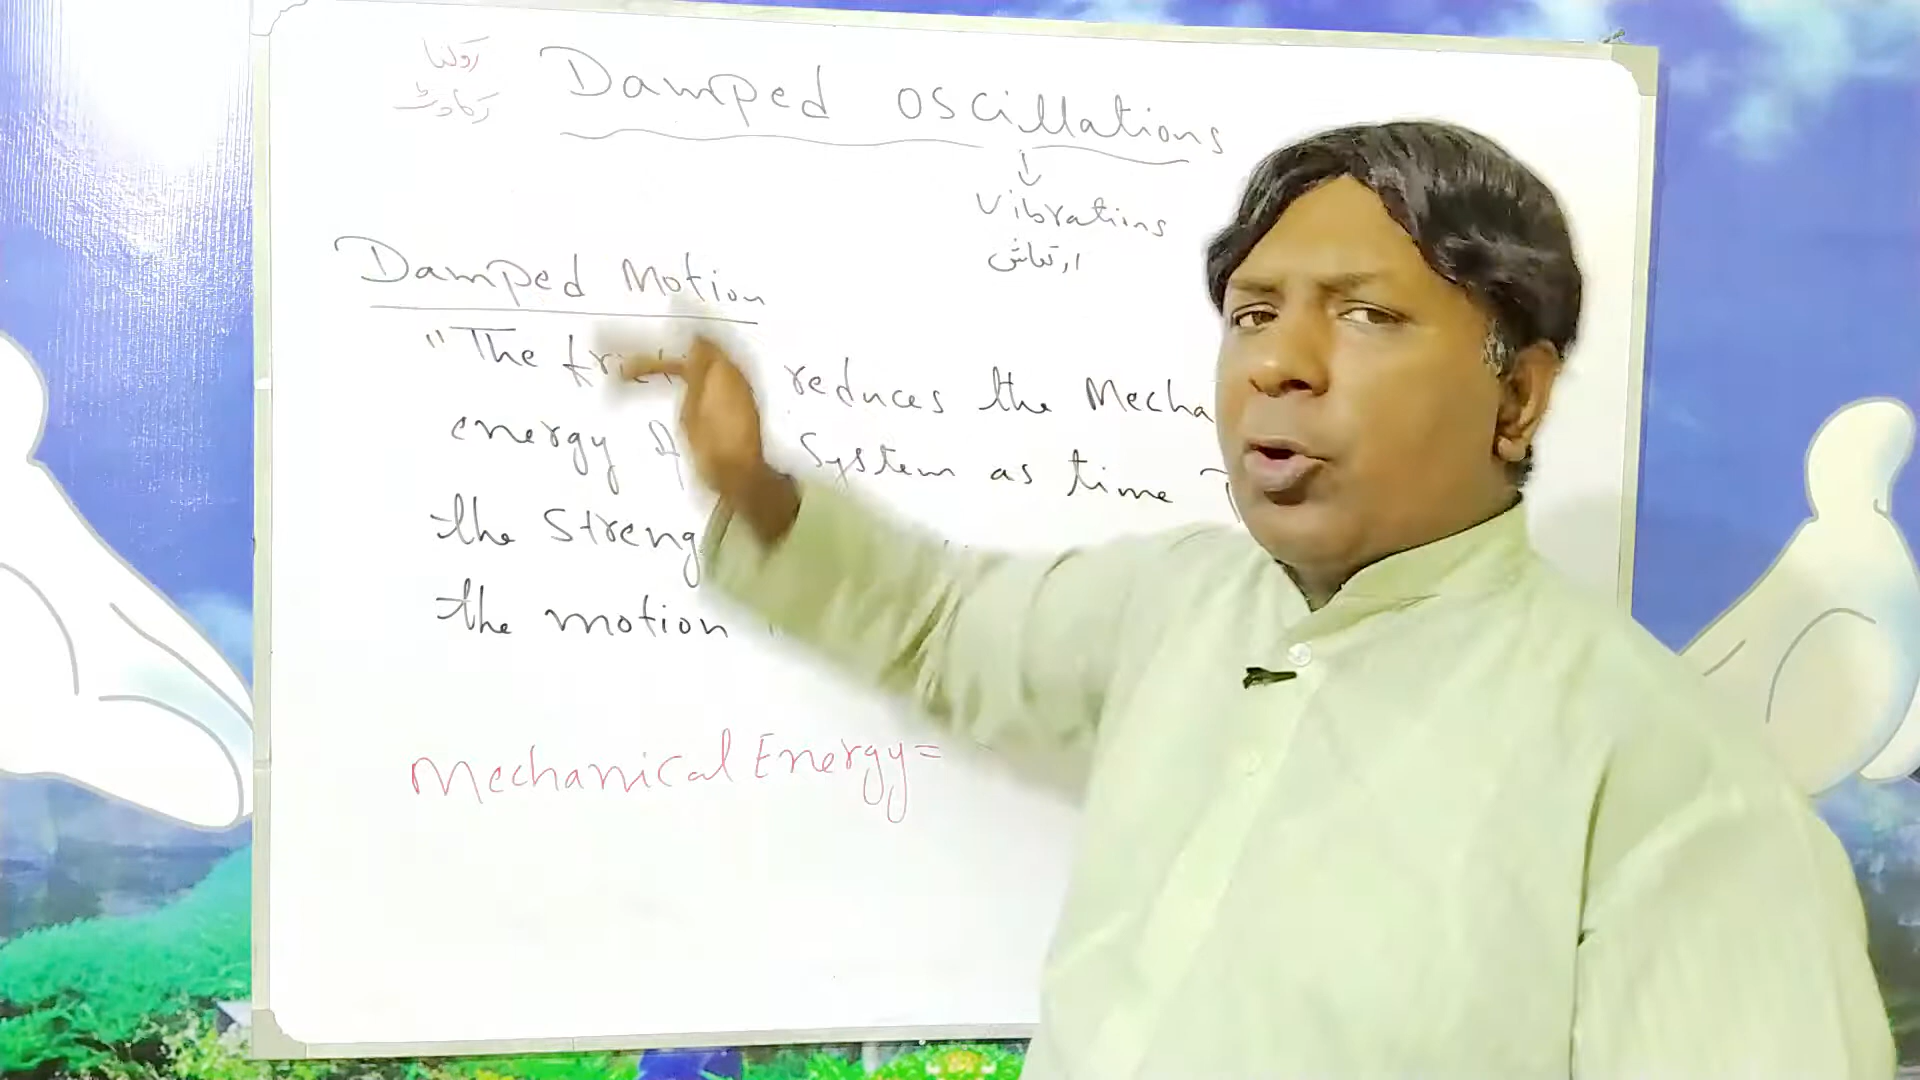 روکنا
رکاوٹ
Damped Oscillations
Vibrations
ارتعاش
Damped Motion
"The reduces the Mecha
energy System as time
the Streng
the motion
Mechanical Energy=